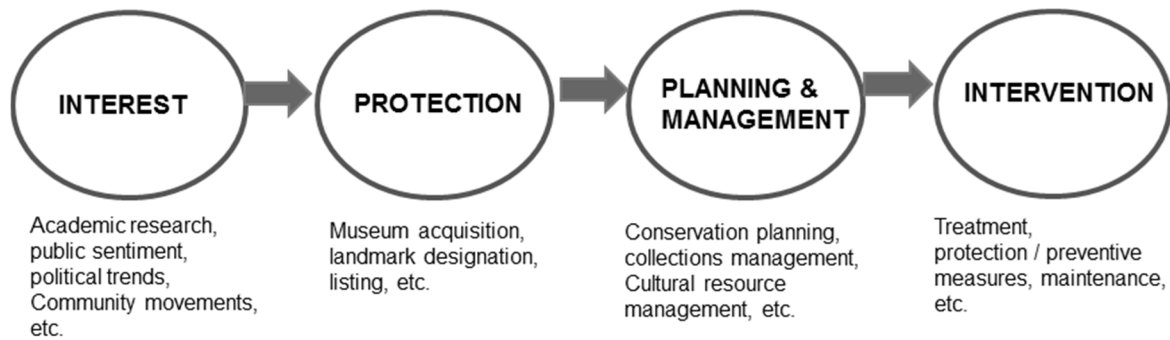 INTEREST
PROTECTION
PLANNING &
MANAGEMENT
INTERVENTION
Academic research,
public sentiment,
political trends,
Community movements,
etc.
Museum acquisition,
landmark designation,
listing, etc.
Conservation planning,
collections management,
Cultural resource
management, etc.
Treatment,
protection / preventive
measures, maintenance,
etc.